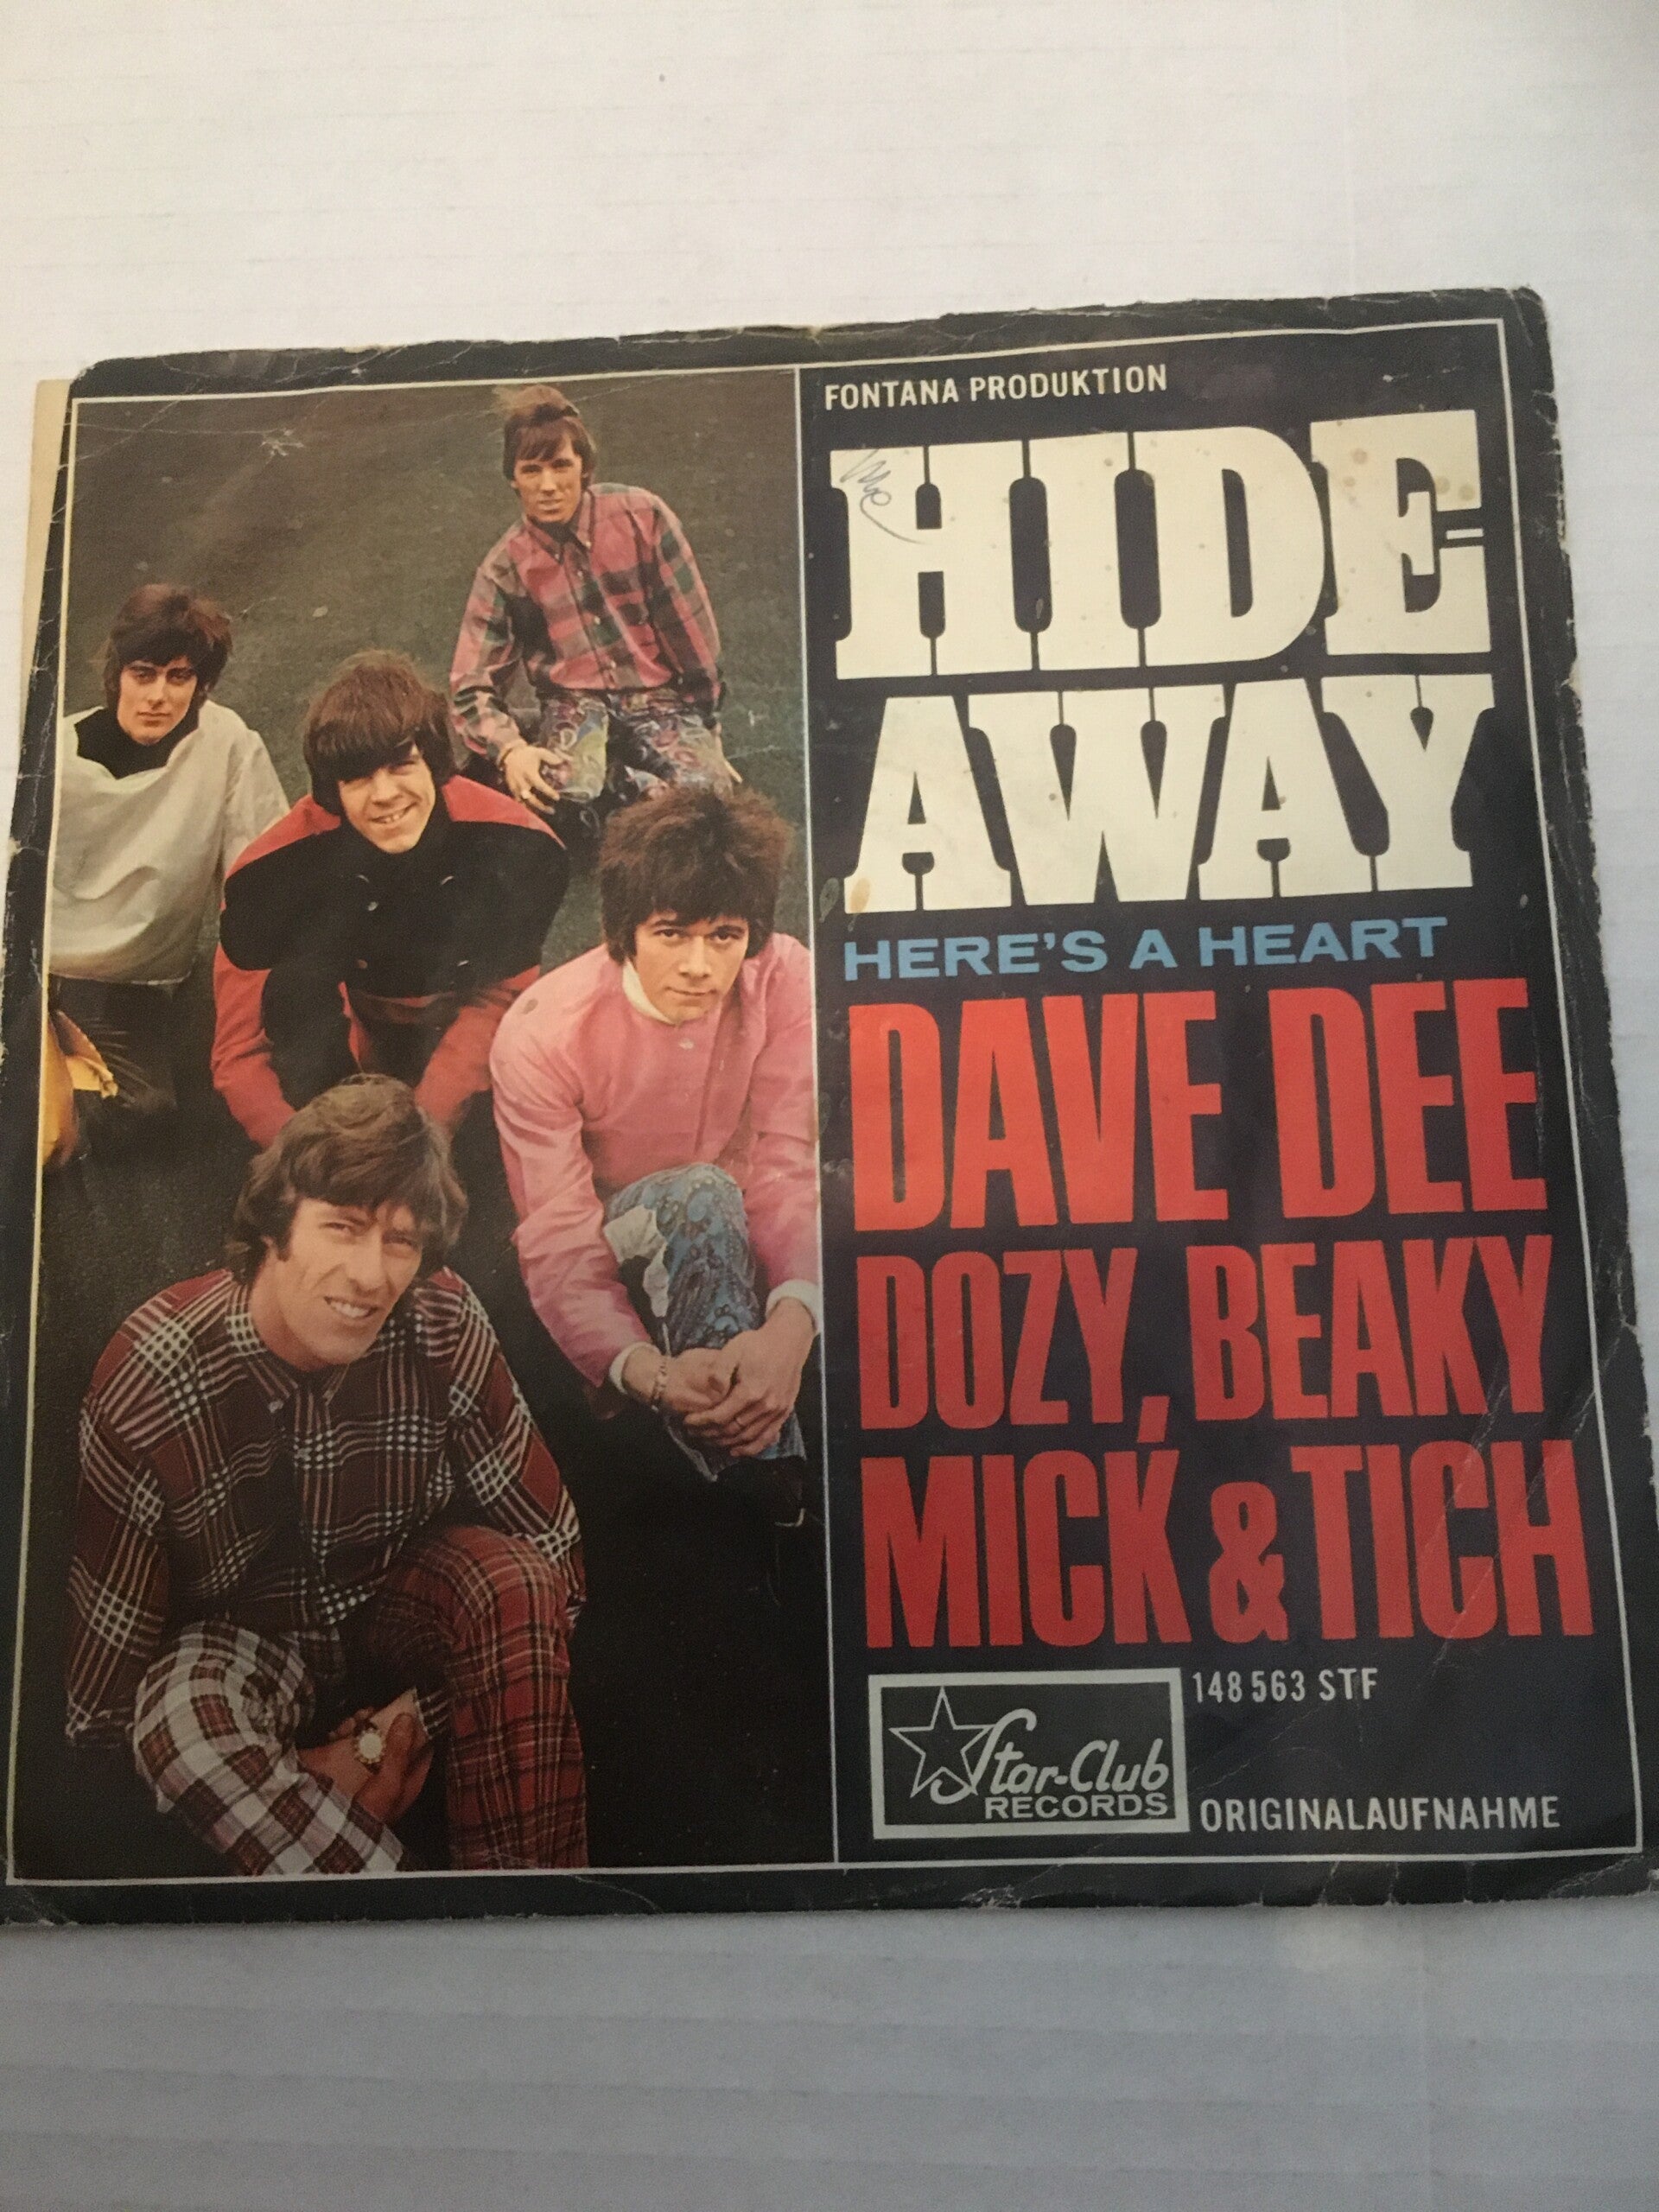 FONTANA PRODUKTION
HIDE-
AWAY
HERE'S A HEART
DAVE DEE
DOZY, BEAKY
MICK & TICH
148 563 STF
Star-Club
RECORDS
ORIGINALAUFNAHME